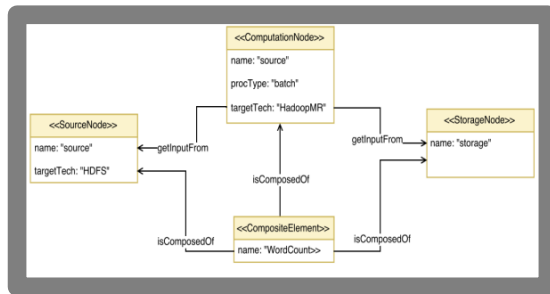 <<ComputationNode>>
name: "source"
procType: "batch"
targetTech: "HadoopMR"
<<SourceNode>>
name: "source"
targetTech: "HDFS"
getInputFrom
getInputFrom
<<StorageNode>>
name: "storage"
isComposedOf
<<CompositeElement>>
name: "WordCount>>
isComposedOf
isComposedOf